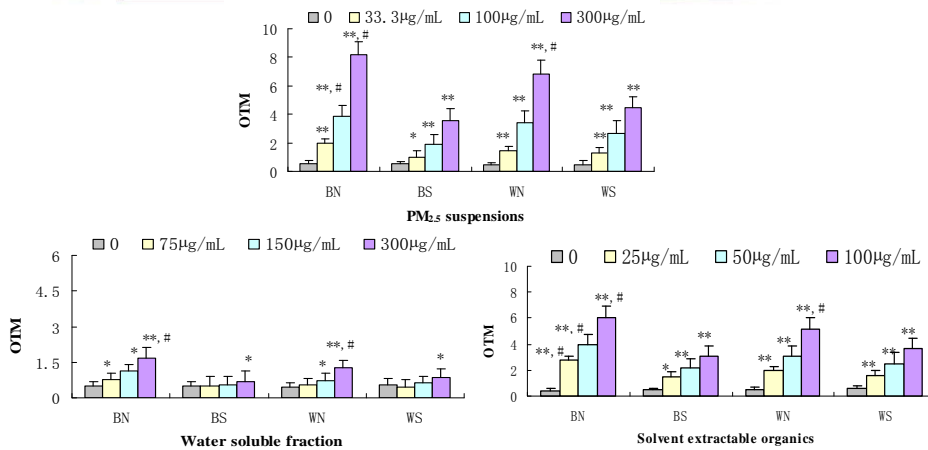 0 33.3μg/mL 100μg/mL 300μg/mL
10
8
6
4
2
0
OTM
** **, # **, #
* ** **
** ** **, #
** ** **
BN BS WN WS
PM2.5 suspensions
0 75μg/mL 150μg/mL 300μg/mL
6
4.5
3
1.5
0.0
OTM
* * **, #
*
* **, #
*
BN BS WN WS
Water soluble fraction
0 25μg/mL 50μg/mL 100μg/mL
10
8
6
4
2
0
OTM
**, # **, # **, #
* ** **
** ** **, #
** ** **
BN BS WN WS
Solvent extractable organics